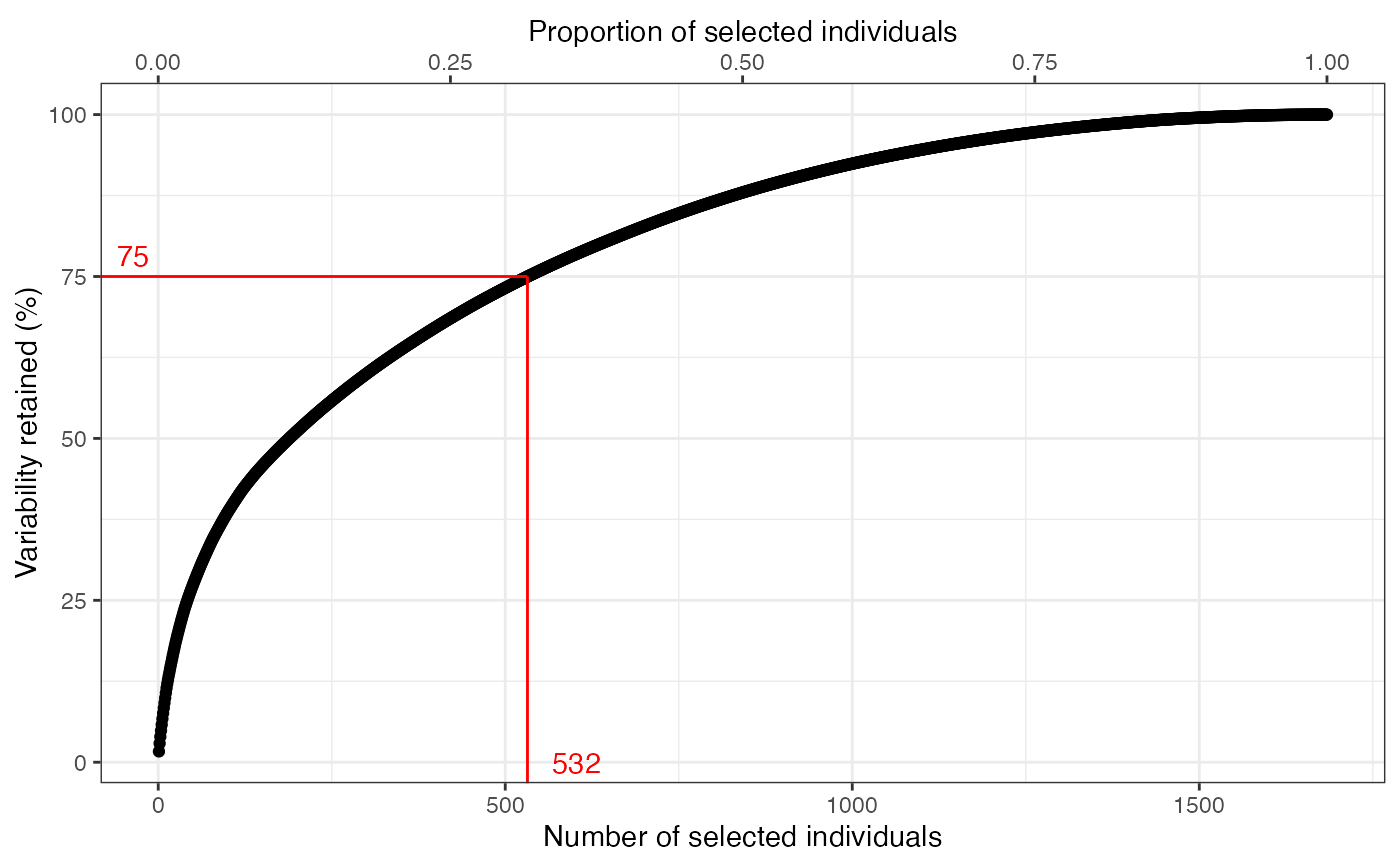 Proportion of selected individuals
0.00 0.25 0.50 0.75 1.00
100
75
75
50
25
0
532
Variability retained (%)
0 500 1000 1500
Number of selected individuals